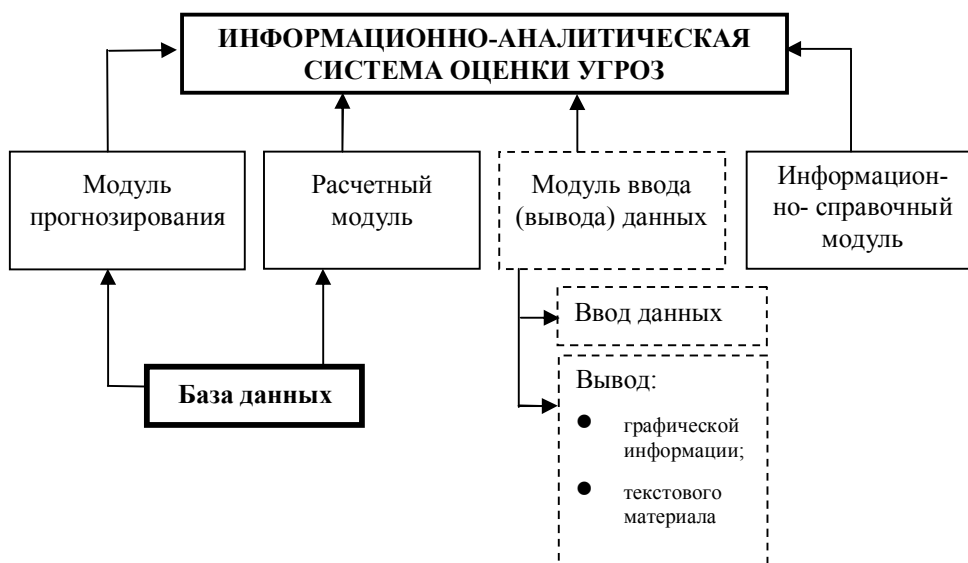 ИНФОРМАЦИОННО-АНАЛИТИЧЕСКАЯ
СИСТЕМА ОЦЕНКИ УГРОЗ
Модуль
прогнозирования
Расчетный
модуль
Модуль ввода
(вывода) данных
Информацион-
но- справочный
модуль
Ввод данных
База данных
Вывод:
● графической
информации;
● текстового
материала